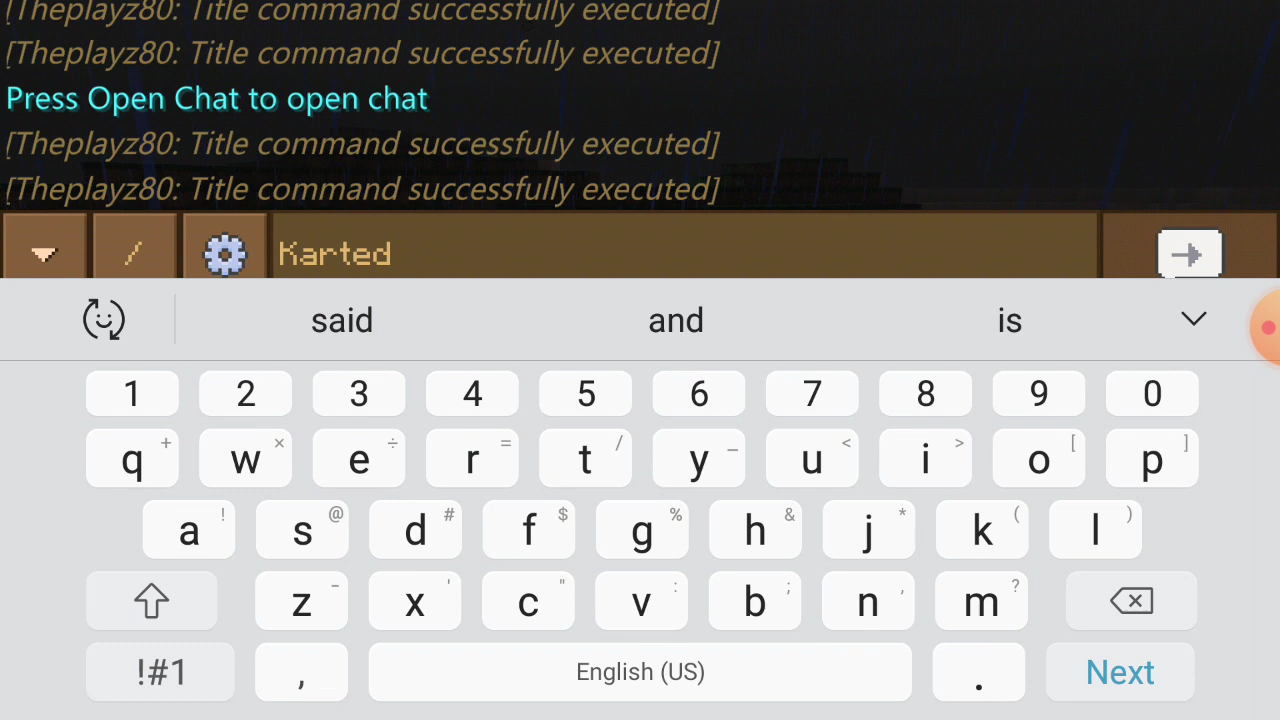 [Theplayz80: Title command successfully executed]
[Theplayz80: Title command successfully executed]
Press Open Chat to open chat
[Theplayz80: Title command successfully executed]
[Theplayz80: Title command successfully executed]
/ Karted
said and is
1 2 3 4 5 6 7 8 9 0
q + w × e ÷ r = t / y _ u < i > o [ p ]
a ! s @ d # f $ g % h & j * k ( l )
z - x ' c " v : b ; n , m ?
!#1 , English (US) . Next